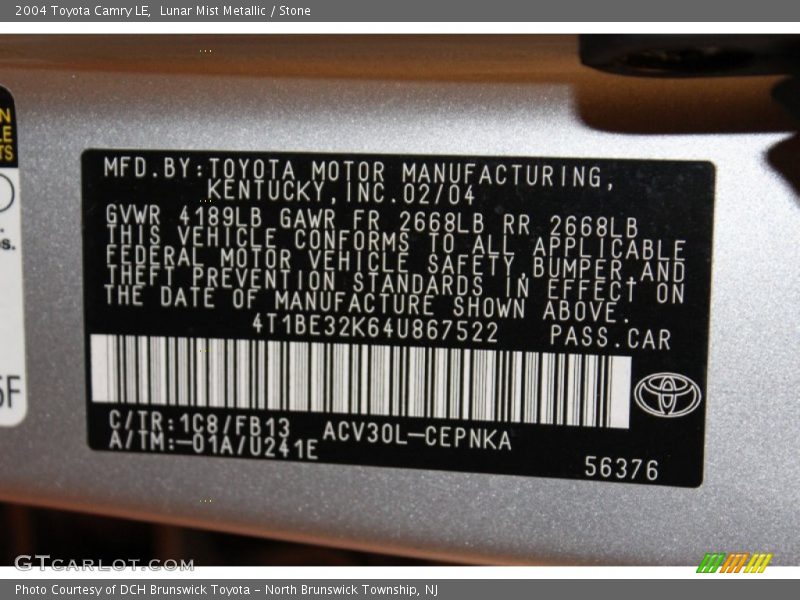 2004 Toyota Camry LE, Lunar Mist Metallic / Stone
MFD.BY:TOYOTA MOTOR MANUFACTURING,
KENTUCKY,INC.02/04
GVWR 4189LB GAWR FR 2668LB RR 2668LB
THIS VEHICLE CONFORMS TO ALL APPLICABLE
FEDERAL MOTOR VEHICLE SAFETY,BUMPER,AND
THEFT PREVENTION STANDARDS IN EFFECT ON
THE DATE OF MANUFACTURE SHOWN ABOVE.
4T1BE32K64U867522 PASS.CAR
C/TR:1C8/FB13 ACV30L-CEPNKA
A/TM:-01A/U241E
56376
GTCARLOT.COM
Photo Courtesy of DCH Brunswick Toyota - North Brunswick Township, NJ